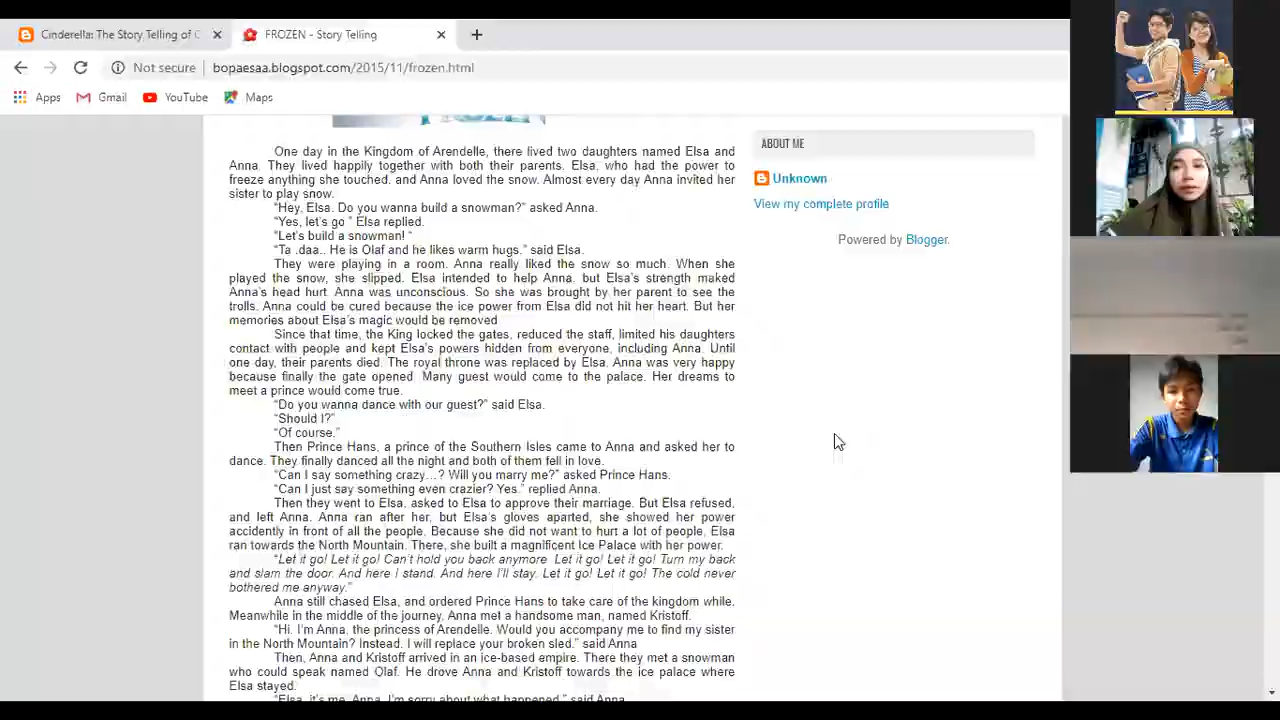 Cinderella: The Story Telling of C
FROZEN - Story Telling
Not secure
bopaesaa.blogspot.com/2015/11/frozen.html
Apps
Gmail
YouTube
Maps
One day in the Kingdom of Arendelle, there lived two daughters named Elsa and
Anna. They lived happily together with both their parents. Elsa, who had the power to
freeze anything she touched, and Anna loved the snow. Almost every day Anna invited her
sister to play snow.
“Hey, Elsa. Do you wanna build a snowman?” asked Anna.
“Yes, let’s go ” Elsa replied.
“Let’s build a snowman! “
“Ta .daa.. He is Olaf and he likes warm hugs.” said Elsa.
They were playing in a room. Anna really liked the snow so much. When she
played the snow, she slipped. Elsa intended to help Anna, but Elsa’s strength maked
Anna’s head hurt. Anna was unconscious. So she was brought by her parent to see the
trolls. Anna could be cured because the ice power from Elsa did not hit her heart. But her
memories about Elsa’s magic would be removed
Since that time, the King locked the gates, reduced the staff, limited his daughters
contact with people and kept Elsa’s powers hidden from everyone, including Anna. Until
one day, their parents died. The royal throne was replaced by Elsa. Anna was very happy
because finally the gate opened. Many guest would come to the palace. Her dreams to
meet a prince would come true.
“Do you wanna dance with our guest?” said Elsa.
“Should I?”
“Of course.”
Then Prince Hans, a prince of the Southern Isles came to Anna and asked her to
dance. They finally danced all the night and both of them fell in love.
“Can I say something crazy…? Will you marry me?” asked Prince Hans.
“Can I just say something even crazier? Yes.” replied Anna.
Then they went to Elsa, asked to Elsa to approve their marriage. But Elsa refused,
and left Anna. Anna ran after her, but Elsa’s gloves aparted, she showed her power
accidently in front of all the people. Because she did not want to hurt a lot of people, Elsa
ran towards the North Mountain. There, she built a magnificent Ice Palace with her power.
“Let it go! Let it go! Can’t hold you back anymore. Let it go! Let it go! Turn my back
and slam the door. And here I stand. And here I’ll stay. Let it go! Let it go! The cold never
bothered me anyway.”
Anna still chased Elsa, and ordered Prince Hans to take care of the kingdom while.
Meanwhile in the middle of the journey, Anna met a handsome man, named Kristoff.
“Hi. I’m Anna, the princess of Arendelle. Would you accompany me to find my sister
in the North Mountain? Instead, I will replace your broken sled.” said Anna
Then, Anna and Kristoff arrived in an ice-based empire. There they met a snowman
who could speak named Olaf. He drove Anna and Kristoff towards the ice palace where
Elsa stayed.
“Elsa, it’s me, Anna. I’m sorry about what happened.” said Anna
ABOUT ME
Unknown
View my complete profile
Powered by Blogger.